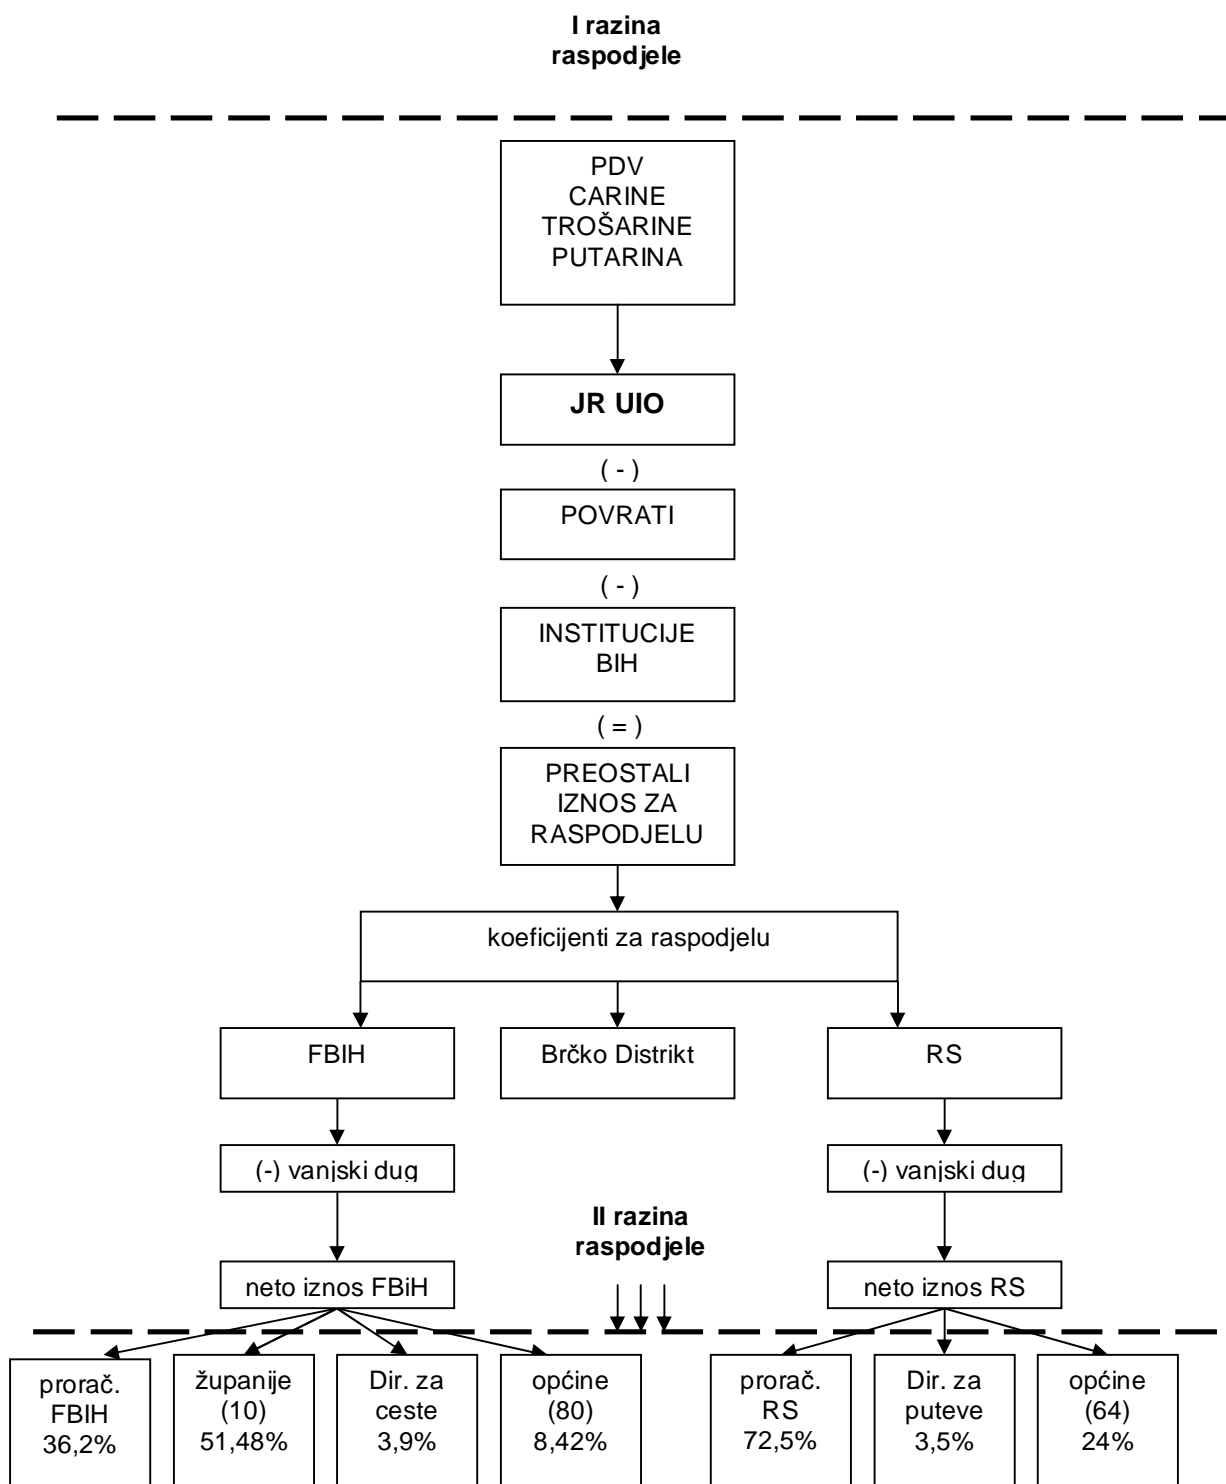 I razina
raspodjele
PDV
CARINE
TROŠARINE
PUTARINA
JR UIO
( - )
POVRATI
( - )
INSTITUCIJE
BIH
( = )
PREOSTALI
IZNOS ZA
RASPODJELU
koeficijenti za raspodjelu
FBIH
Brčko Distrikt
RS
(-) vanjski dug
(-) vanjski dug
II razina
raspodjele
neto iznos FBiH
neto iznos RS
prorač.
FBIH
36,2%
županije
(10)
51,48%
Dir. za
ceste
3,9%
općine
(80)
8,42%
prorač.
RS
72,5%
Dir. za
puteve
3,5%
općine
(64)
24%